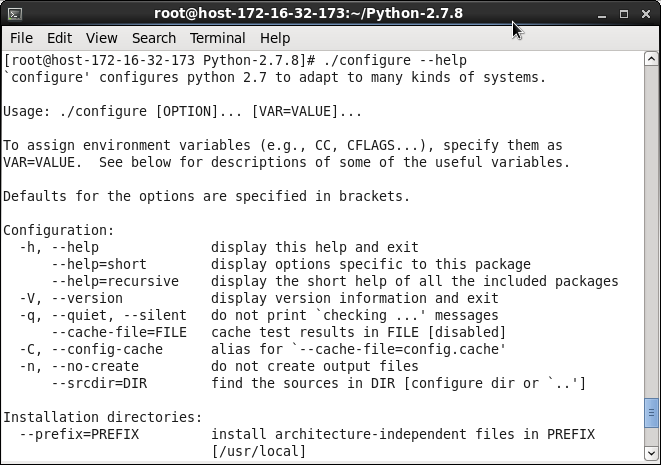 root@host-172-16-32-173:~/Python-2.7.8
File Edit View Search Terminal Help
[root@host-172-16-32-173 Python-2.7.8]# ./configure --help
`configure' configures python 2.7 to adapt to many kinds of systems.
Usage: ./configure [OPTION]... [VAR=VALUE]...
To assign environment variables (e.g., CC, CFLAGS...), specify them as
VAR=VALUE.  See below for descriptions of some of the useful variables.
Defaults for the options are specified in brackets.
Configuration:
  -h, --help              display this help and exit
      --help=short        display options specific to this package
      --help=recursive    display the short help of all the included packages
  -V, --version           display version information and exit
  -q, --quiet, --silent   do not print `checking ...' messages
      --cache-file=FILE   cache test results in FILE [disabled]
  -C, --config-cache      alias for `--cache-file=config.cache'
  -n, --no-create         do not create output files
      --srcdir=DIR        find the sources in DIR [configure dir or `..']
Installation directories:
  --prefix=PREFIX         install architecture-independent files in PREFIX
                          [/usr/local]